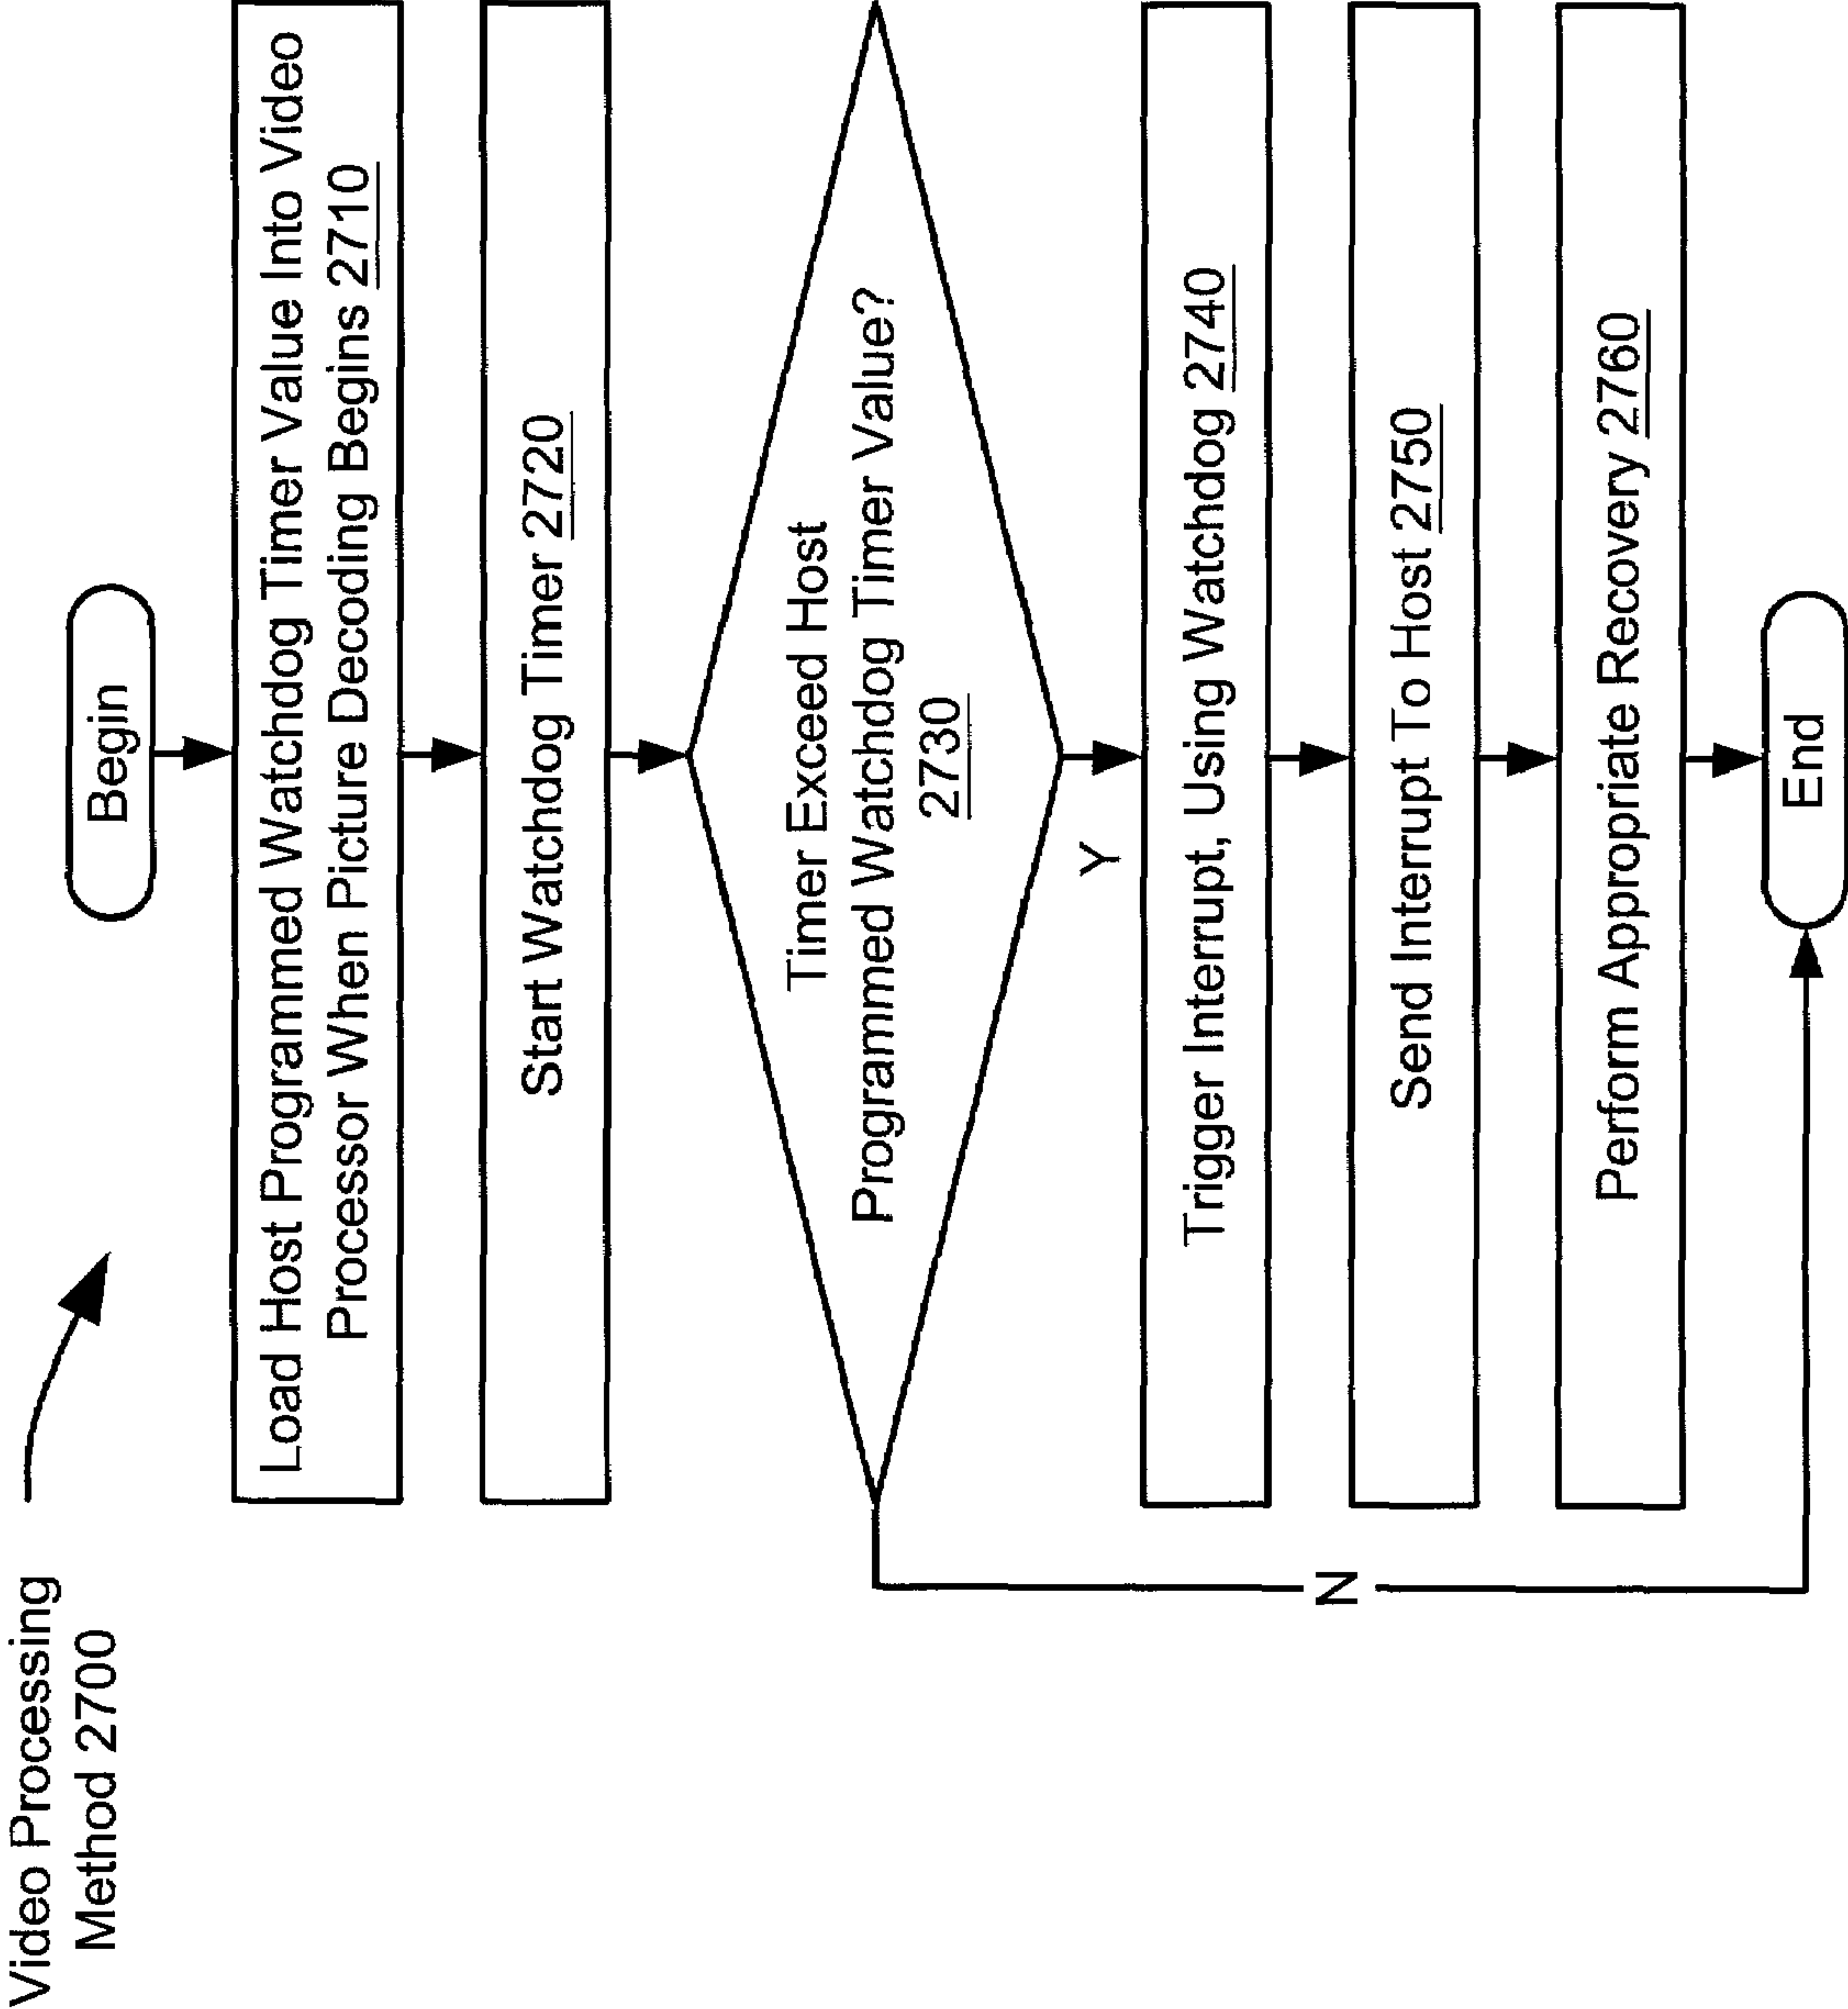 Video Processing
Method 2700
Begin
Load Host Programmed Watchdog Timer Value Into Video
Processor When Picture Decoding Begins 2710
Start Watchdog Timer 2720
Timer Exceed Host
Programmed Watchdog Timer Value?
2730
Y
N
Trigger Interrupt, Using Watchdog 2740
Send Interrupt To Host 2750
Perform Appropriate Recovery 2760
End